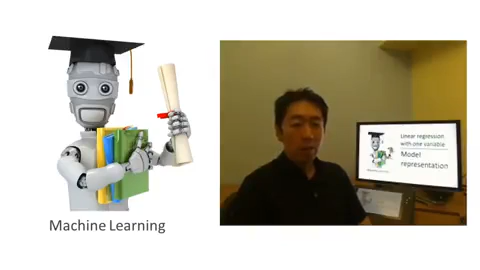 Machine Learning
Linear regression
with one variable
Model
representation